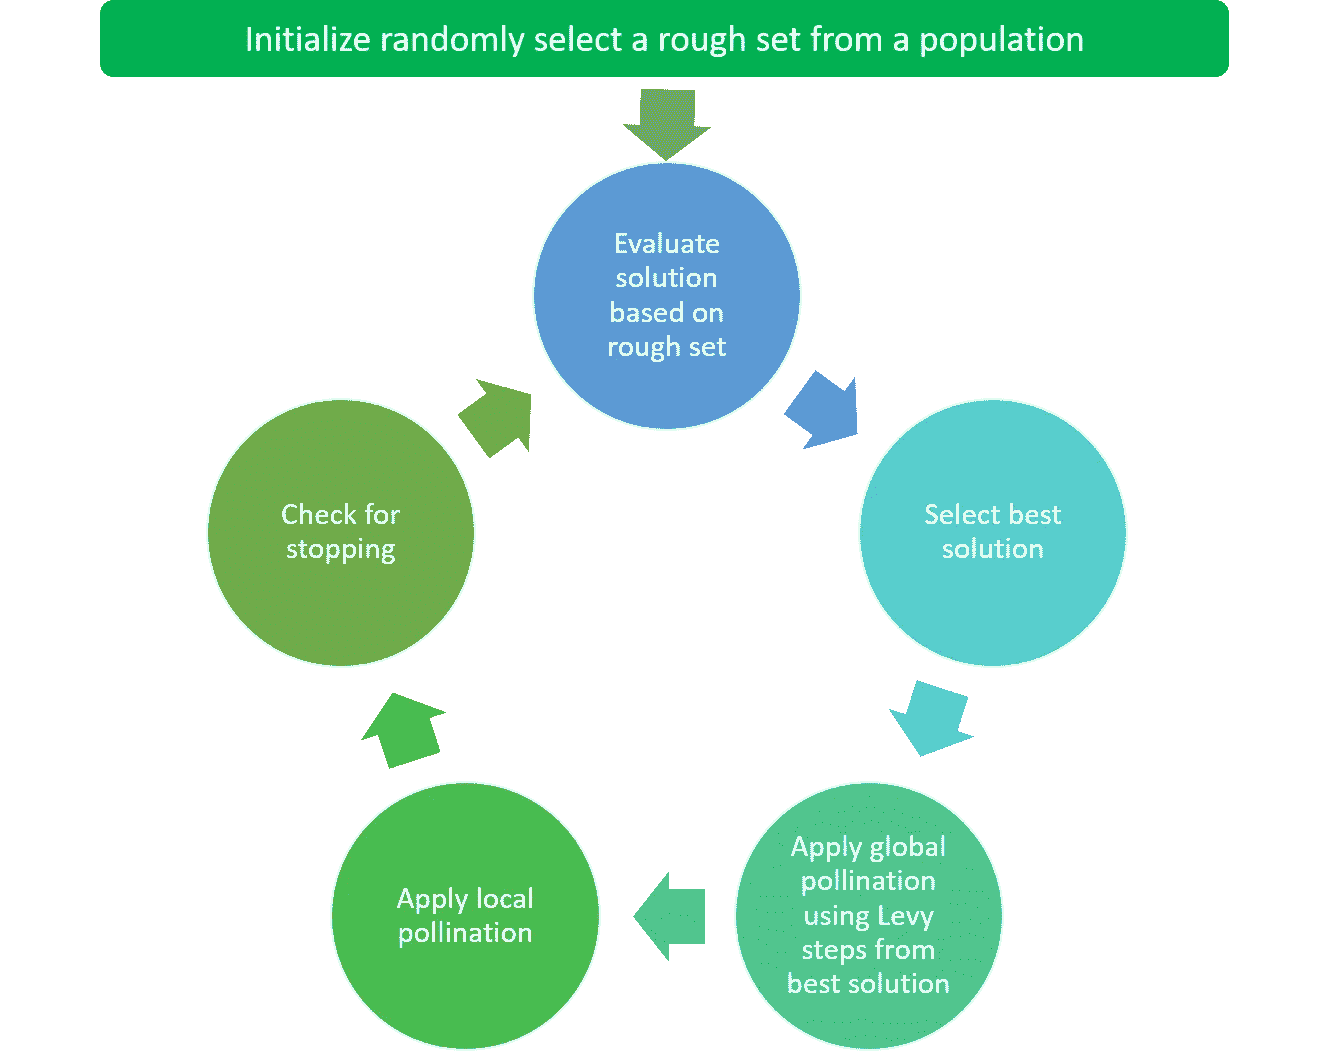 Initialize randomly select a rough set from a population
Evaluate
solution
based on
rough set
Select best
solution
Apply global
pollination
using Levy
steps from
best solution
Apply local
pollination
Check for
stopping